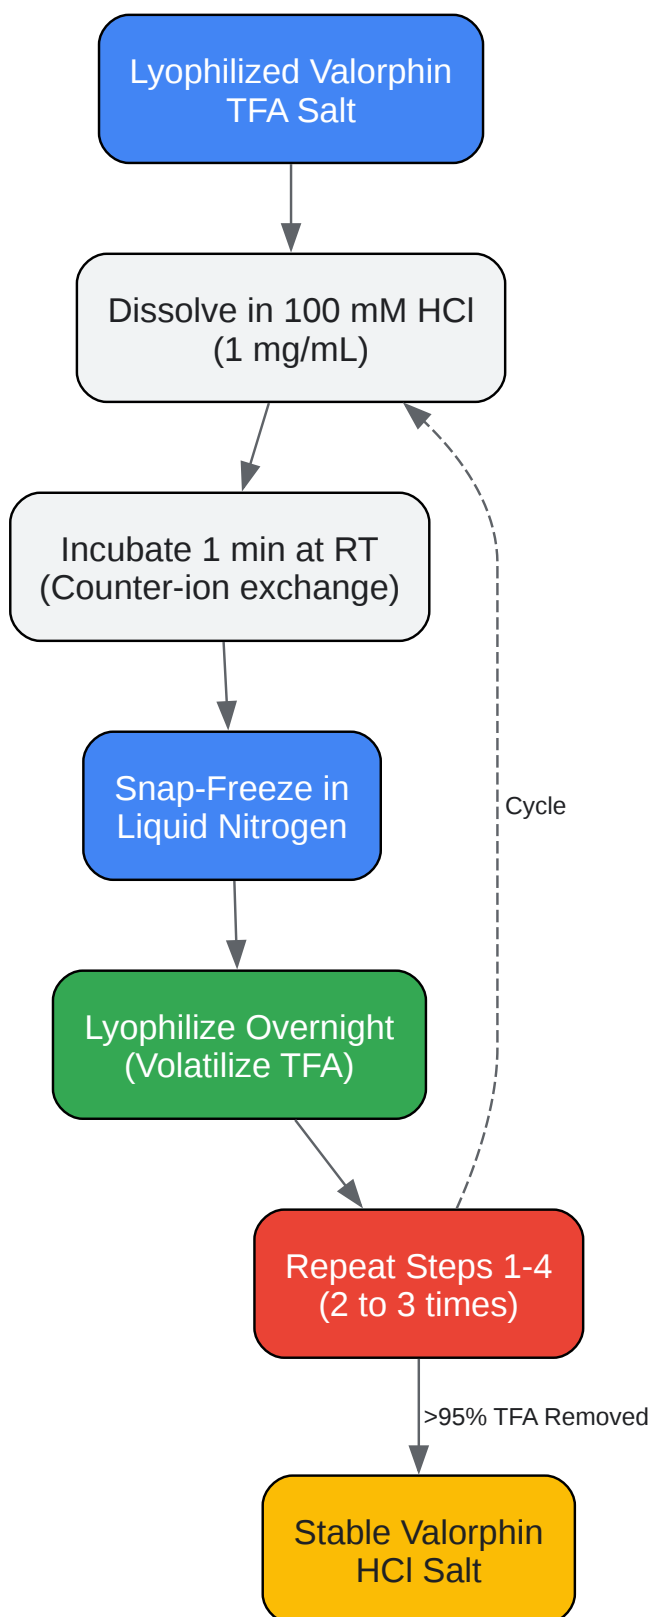 Lyophilized Valorphin
TFA Salt
Dissolve in 100 mM HCl
(1 mg/mL)
Incubate 1 min at RT
(Counter-ion exchange)
Snap-Freeze in
Liquid Nitrogen
Cycle
Lyophilize Overnight
(Volatilize TFA)
Repeat Steps 1-4
(2 to 3 times)
>95% TFA Removed
Stable Valorphin
HCl Salt